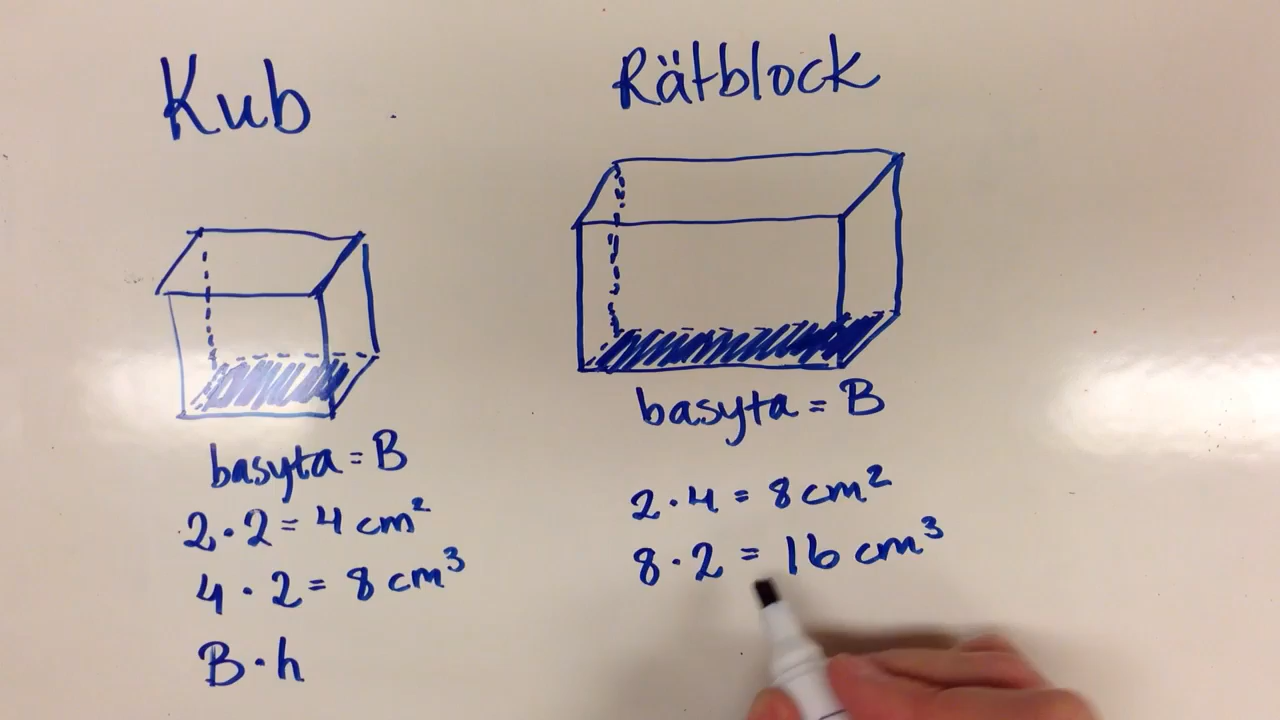 Kub
basyta = B
2 · 2 = 4 cm²
4 · 2 = 8 cm³
B · h
Rätblock
basyta = B
2 · 4 = 8 cm²
8 · 2 = 16 cm³